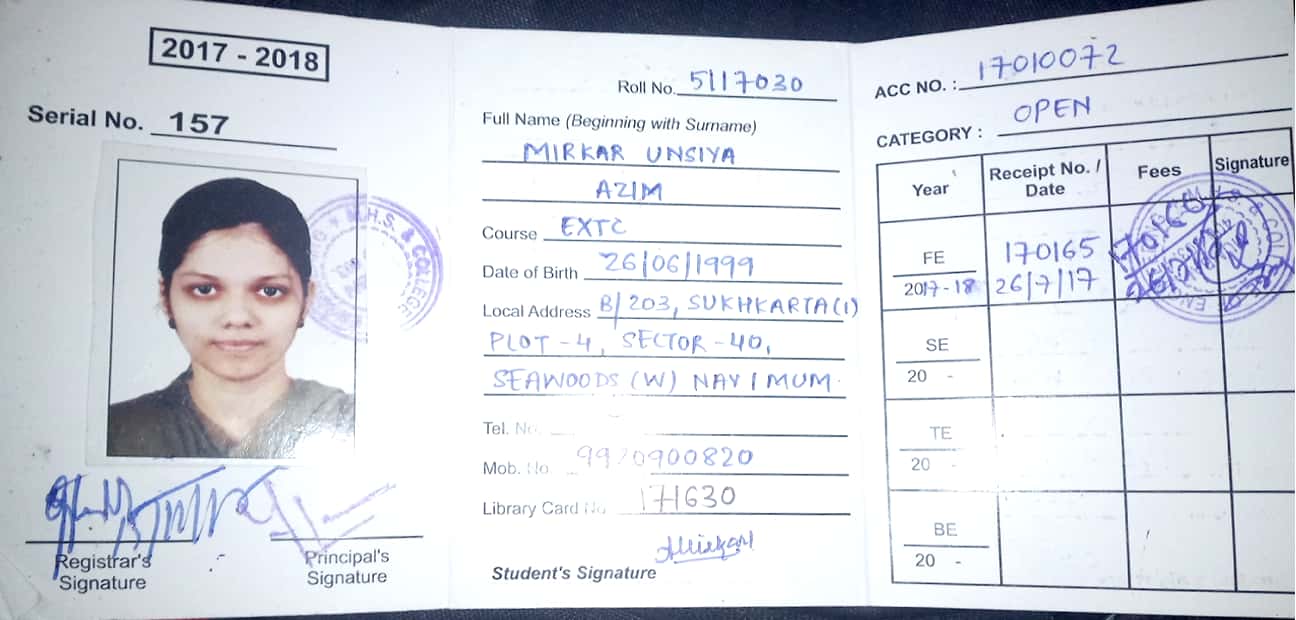 2017 - 2018
Serial No. 157
Registrar's
Signature
Principal's
Signature
Roll No. 5117030
Full Name (Beginning with Surname)
MIRKAR UNSIYA
AZIM
Course EXTC
Date of Birth 26/06/1999
Local Address B/203, SUKHKARTA(1)
PLOT-4, SECTOR-40,
SEAWOODS (W) NAVI MUM.
Tel. No.
Mob. No 9920900820
Library Card No 171630
Student's Signature
ACC NO. : 17010072
CATEGORY : OPEN
Year Receipt No. / Date Fees Signature
FE 170165
2017-18 26/7/17
SE
20 -
TE
20 -
BE
20 -
H.S. & COLLEGE